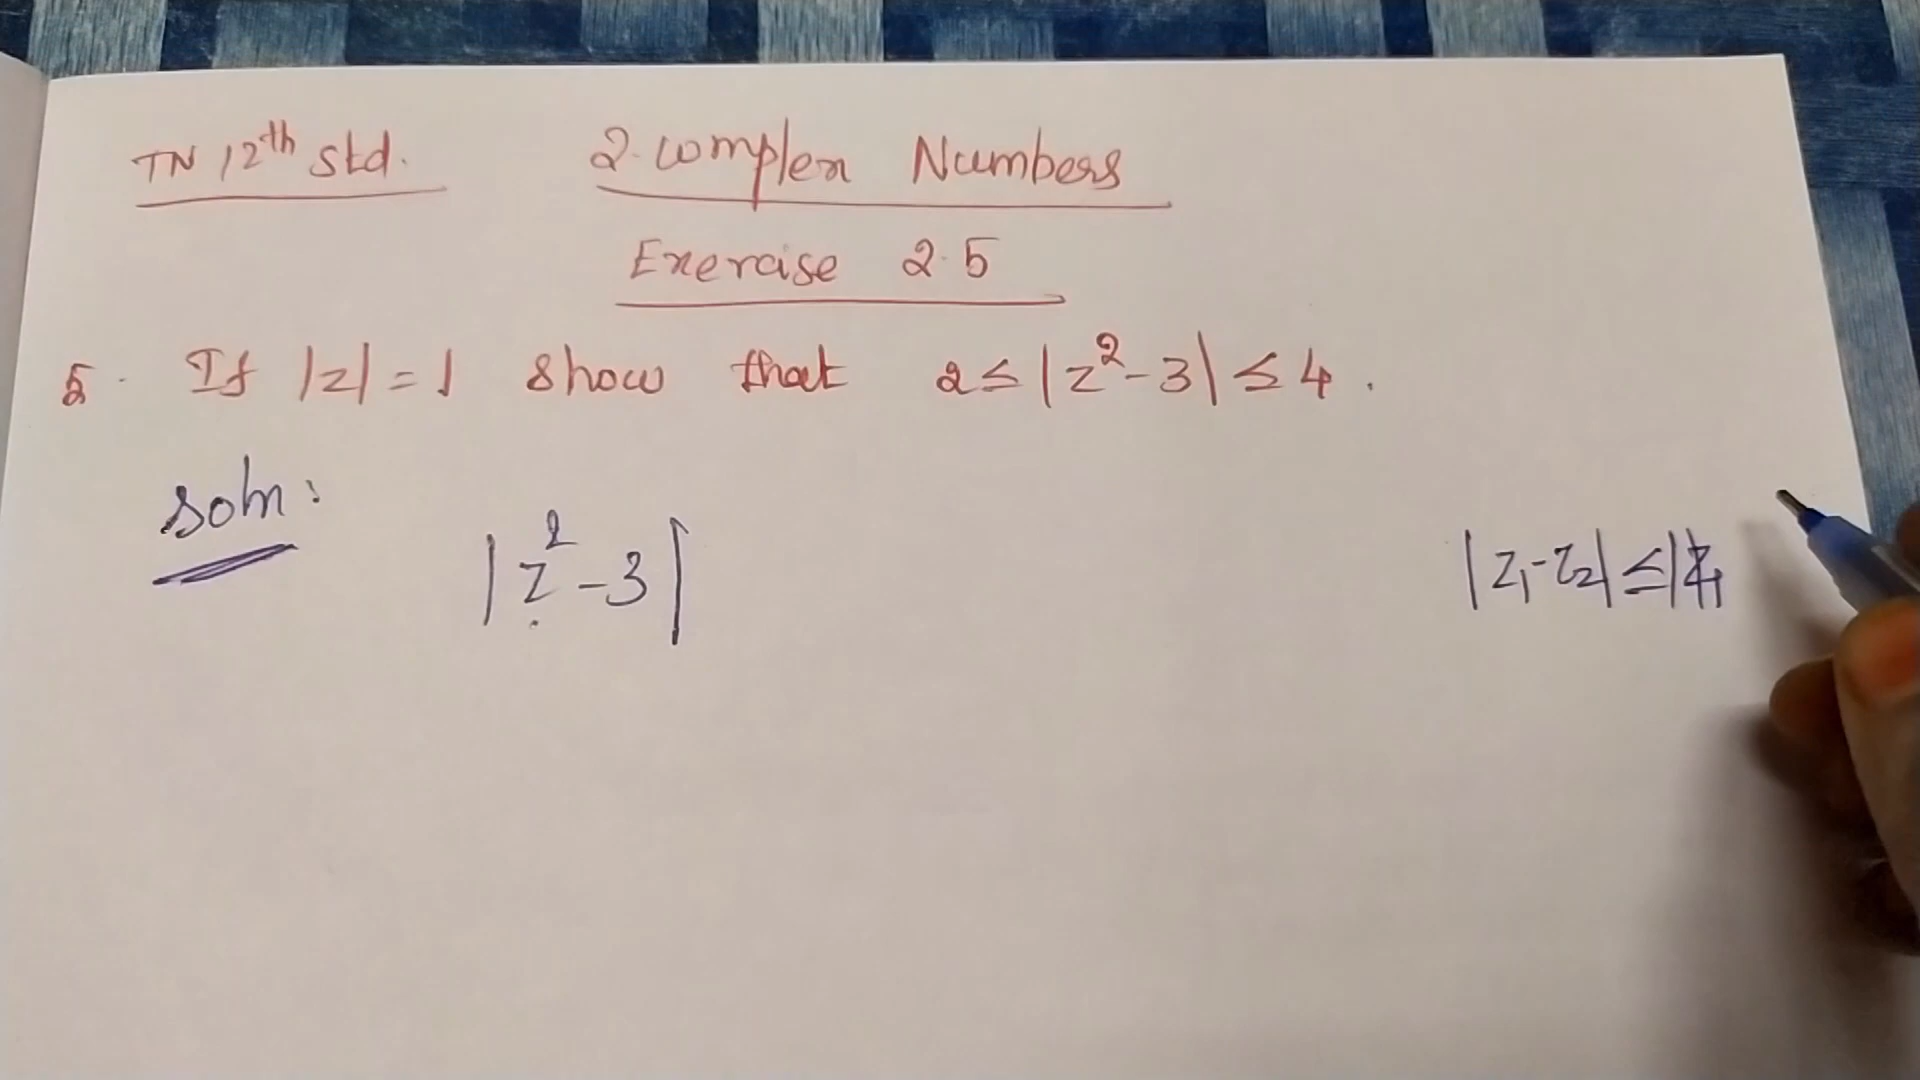 TN 12th Std. 2. Complex Numbers
Exercise 2.5
5. If |z| = 1 show that 2 ≤ |z² - 3| ≤ 4.
Soln:
|z² - 3| |z₁ - z₂| ≤ |z₁